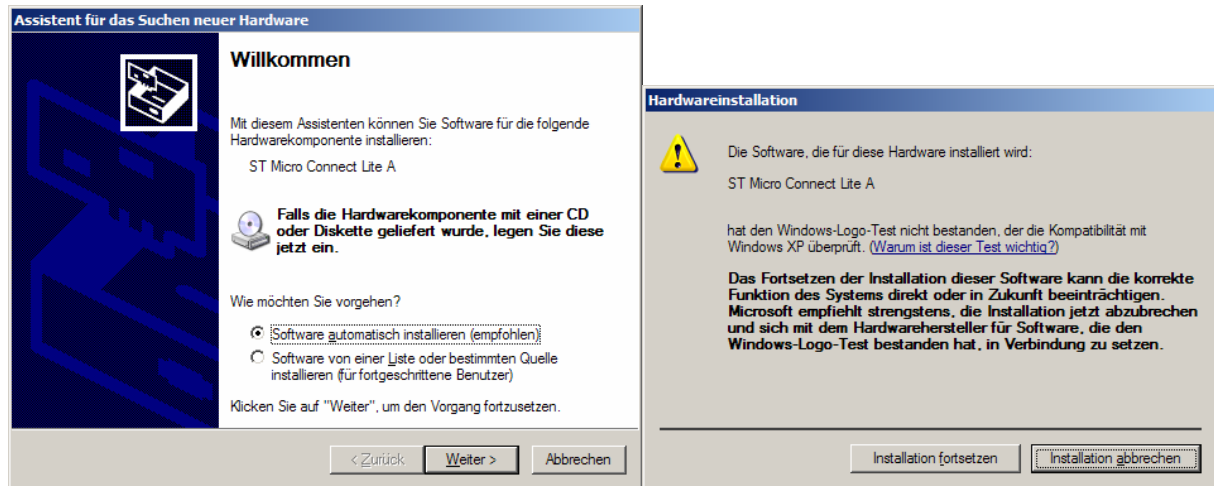 Assistent für das Suchen neuer Hardware
Willkommen
Mit diesem Assistenten können Sie Software für die folgende
Hardwarekomponente installieren:
ST Micro Connect Lite A
Falls die Hardwarekomponente mit einer CD
oder Diskette geliefert wurde, legen Sie diese
jetzt ein.
Wie möchten Sie vorgehen?
Software automatisch installieren (empfohlen)
Software von einer Liste oder bestimmten Quelle
installieren (für fortgeschrittene Benutzer)
Klicken Sie auf "Weiter", um den Vorgang fortzusetzen.
< Zurück
Weiter >
Abbrechen
Hardwareinstallation
Die Software, die für diese Hardware installiert wird:
ST Micro Connect Lite A
hat den Windows-Logo-Test nicht bestanden, der die Kompatibilität mit
Windows XP überprüft. (Warum ist dieser Test wichtig?)
Das Fortsetzen der Installation dieser Software kann die korrekte
Funktion des Systems direkt oder in Zukunft beeinträchtigen.
Microsoft empfiehlt strengstens, die Installation jetzt abzubrechen
und sich mit dem Hardwarehersteller für Software, die den
Windows-Logo-Test bestanden hat, in Verbindung zu setzen.
Installation fortsetzen
Installation abbrechen